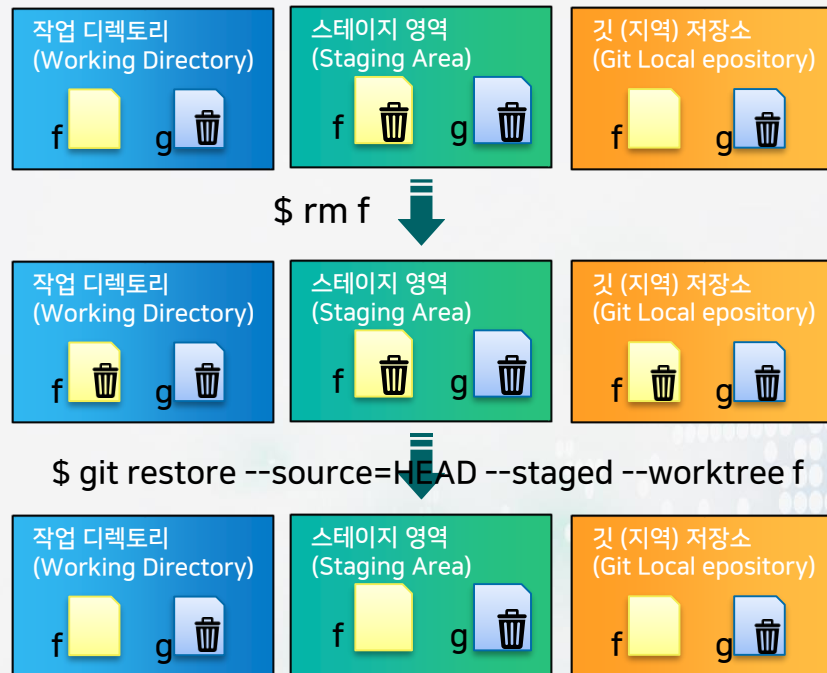 작업 디렉토리
(Working Directory)
f g
스테이지 영역
(Staging Area)
f g
깃 (지역) 저장소
(Git Local epository)
f g
$ rm f
작업 디렉토리
(Working Directory)
f g
스테이지 영역
(Staging Area)
f g
깃 (지역) 저장소
(Git Local epository)
f g
$ git restore --source=HEAD --staged --worktree f
작업 디렉토리
(Working Directory)
f g
스테이지 영역
(Staging Area)
f g
깃 (지역) 저장소
(Git Local epository)
f g